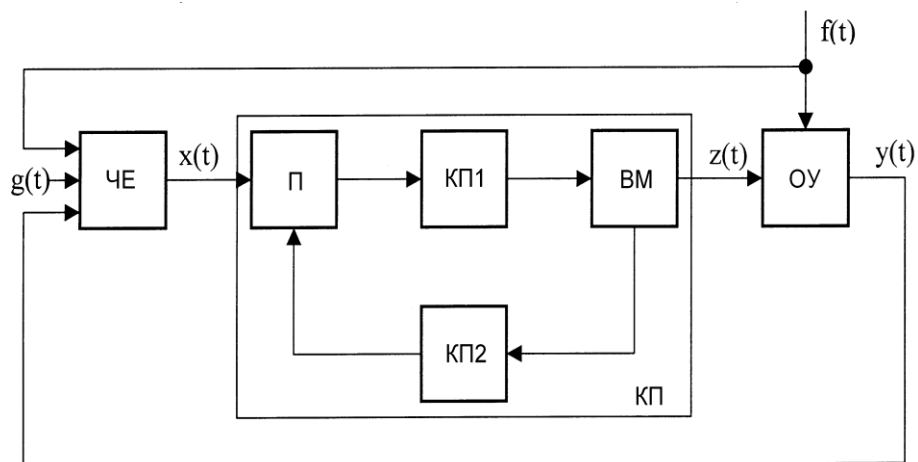 f(t)
g(t)
ЧЕ
x(t)
П
КП1
ВМ
z(t)
ОУ
y(t)
КП2
КП